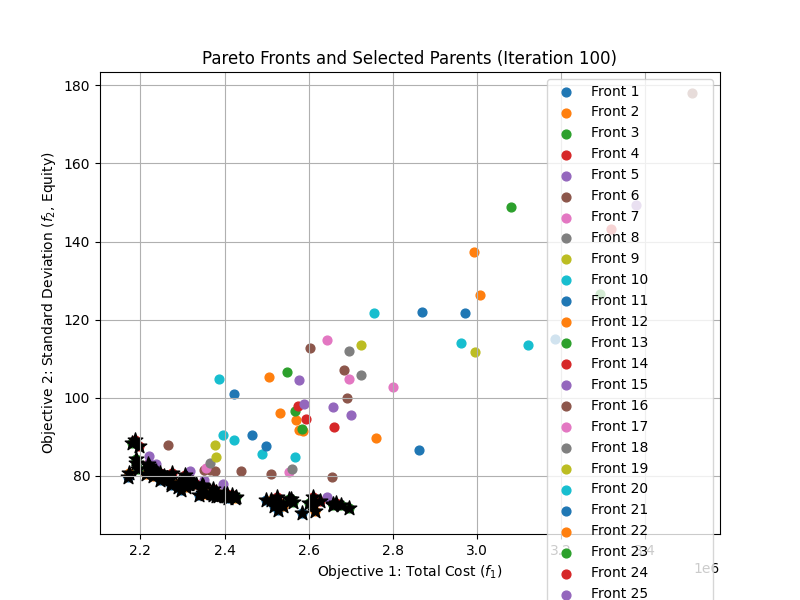 Pareto Fronts and Selected Parents (Iteration 100)
Objective 2: Standard Deviation (f₂, Equity)
180
160
140
120
100
80
2.2
2.4
2.6
2.8
3.0
3.2
3.4
1e6
Objective 1: Total Cost (f₁)
Front 1
Front 2
Front 3
Front 4
Front 5
Front 6
Front 7
Front 8
Front 9
Front 10
Front 11
Front 12
Front 13
Front 14
Front 15
Front 16
Front 17
Front 18
Front 19
Front 20
Front 21
Front 22
Front 23
Front 24
Front 25